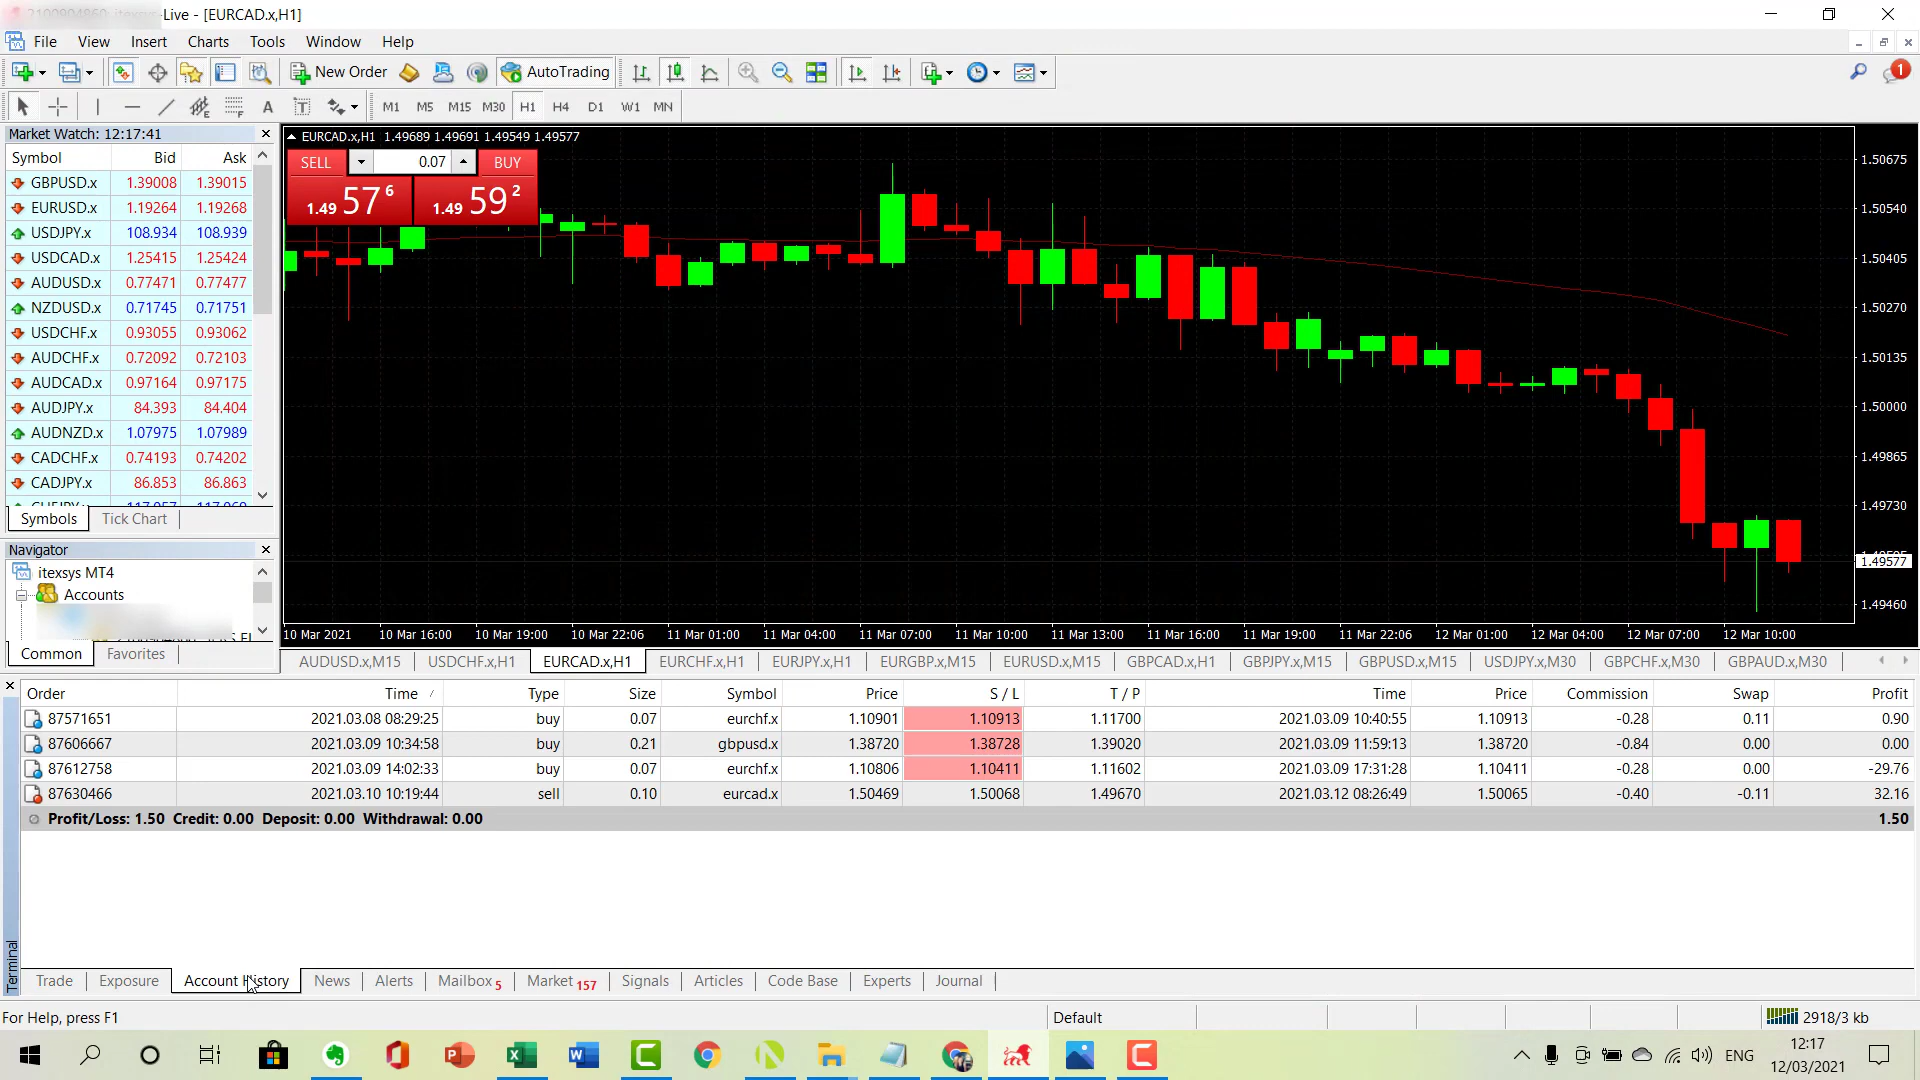 -Live - [EURCAD.x,H1]
File View Insert Charts Tools Window Help
New Order AutoTrading 1
A T M1 M5 M15 M30 H1 H4 D1 W1 MN
Market Watch: 12:17:41
Symbol Bid Ask
GBPUSD.x 1.39008 1.39015
EURUSD.x 1.19264 1.19268
USDJPY.x 108.934 108.939
USDCAD.x 1.25415 1.25424
AUDUSD.x 0.77471 0.77477
NZDUSD.x 0.71745 0.71751
USDCHF.x 0.93055 0.93062
AUDCHF.x 0.72092 0.72103
AUDCAD.x 0.97164 0.97175
AUDJPY.x 84.393 84.404
AUDNZD.x 1.07975 1.07989
CADCHF.x 0.74193 0.74202
CADJPY.x 86.853 86.863
Symbols Tick Chart
Navigator
itexsys MT4
Accounts
Common Favorites
EURCAD.x,H1 1.49689 1.49691 1.49549 1.49577
SELL 0.07 BUY
1.49 57 6 1.49 59 2
1.50675
1.50540
1.50405
1.50270
1.50135
1.50000
1.49865
1.49730
1.49577
1.49460
10 Mar 2021 10 Mar 16:00 10 Mar 19:00 10 Mar 22:06 11 Mar 01:00 11 Mar 04:00 11 Mar 07:00 11 Mar 10:00 11 Mar 13:00 11 Mar 16:00 11 Mar 19:00 11 Mar 22:06 12 Mar 01:00 12 Mar 04:00 12 Mar 07:00 12 Mar 10:00
AUDUSD.x,M15 USDCHF.x,H1 EURCAD.x,H1 EURCHF.x,H1 EURJPY.x,H1 EURGBP.x,M15 EURUSD.x,M15 GBPCAD.x,H1 GBPJPY.x,M15 GBPUSD.x,M15 USDJPY.x,M30 GBPCHF.x,M30 GBPAUD.x,M30
Order Time Type Size Symbol Price S / L T / P Time Price Commission Swap Profit
87571651 2021.03.08 08:29:25 buy 0.07 eurchf.x 1.10901 1.10913 1.11700 2021.03.09 10:40:55 1.10913 -0.28 0.11 0.90
87606667 2021.03.09 10:34:58 buy 0.21 gbpusd.x 1.38720 1.38728 1.39020 2021.03.09 11:59:13 1.38720 -0.84 0.00 0.00
87612758 2021.03.09 14:02:33 buy 0.07 eurchf.x 1.10806 1.10411 1.11602 2021.03.09 17:31:28 1.10411 -0.28 0.00 -29.76
87630466 2021.03.10 10:19:44 sell 0.10 eurcad.x 1.50469 1.50068 1.49670 2021.03.12 08:26:49 1.50065 -0.40 -0.11 32.16
Profit/Loss: 1.50 Credit: 0.00 Deposit: 0.00 Withdrawal: 0.00 1.50
Terminal
Trade Exposure Account History News Alerts Mailbox 5 Market 157 Signals Articles Code Base Experts Journal
For Help, press F1 Default 2918/3 kb
ENG 12:17
12/03/2021